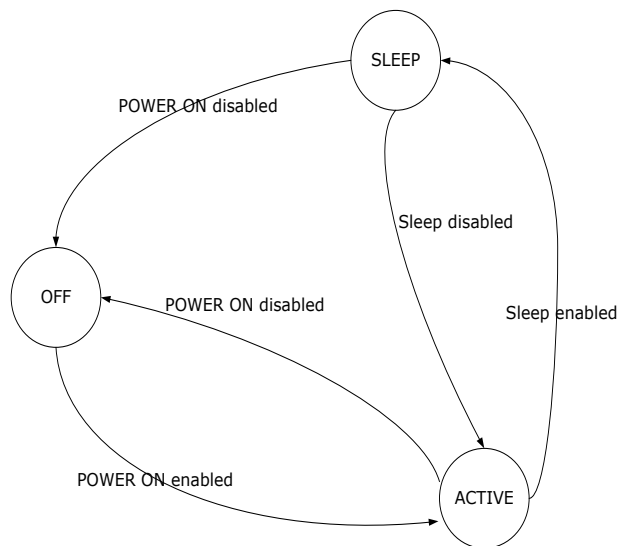 SLEEP
POWER ON disabled
Sleep disabled
OFF
POWER ON disabled
Sleep enabled
POWER ON enabled
ACTIVE